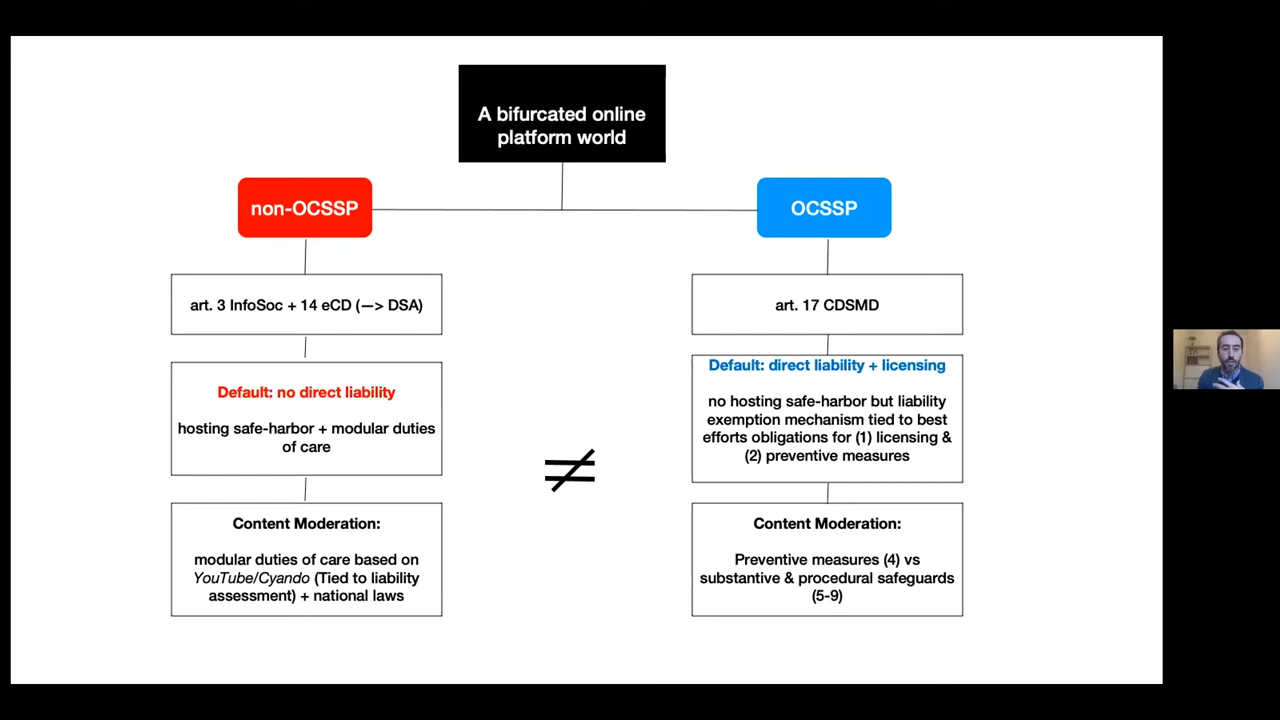 A bifurcated online
platform world
non-OCSSP
OCSSP
art. 3 InfoSoc + 14 eCD (—> DSA)
art. 17 CDSMD
Default: no direct liability
hosting safe-harbor + modular duties
of care
Default: direct liability + licensing
no hosting safe-harbor but liability
exemption mechanism tied to best
efforts obligations for (1) licensing &
(2) preventive measures
≠
Content Moderation:
modular duties of care based on
YouTube/Cyando (Tied to liability
assessment) + national laws
Content Moderation:
Preventive measures (4) vs
substantive & procedural safeguards
(5-9)